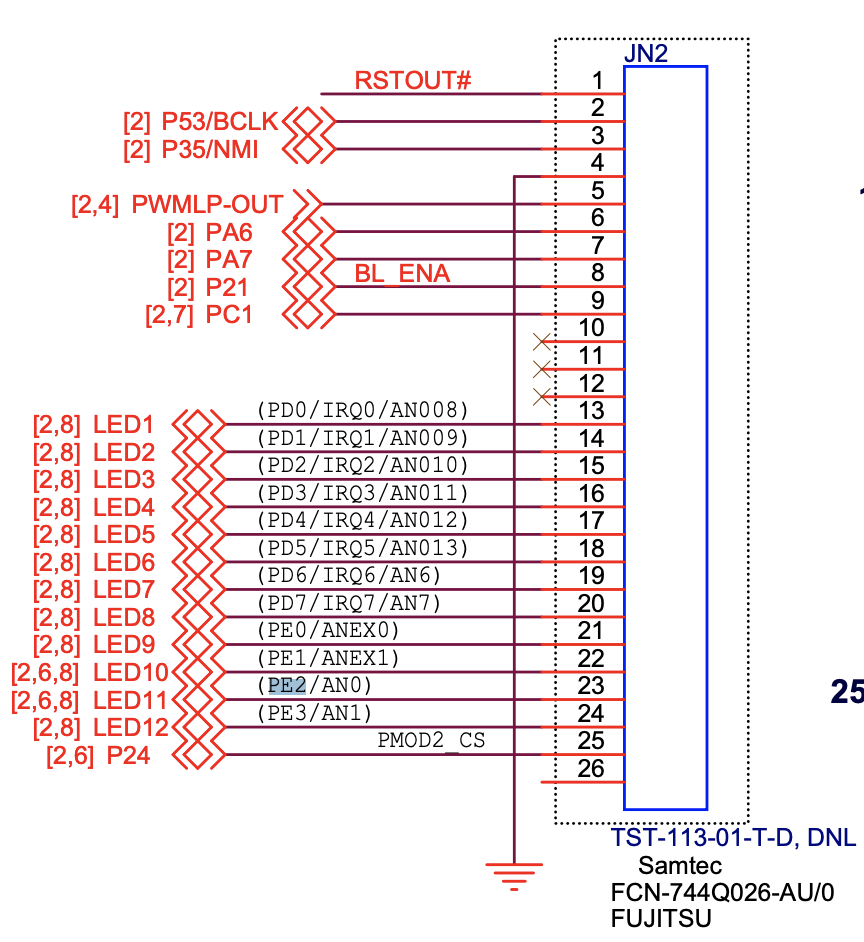 JN2
RSTOUT# 1
[2] P53/BCLK 2
[2] P35/NMI 3
4
[2,4] PWMLP-OUT 5
[2] PA6 6
[2] PA7 7
[2] P21 BL_ENA 8
[2,7] PC1 9
10
11
12
[2,8] LED1 (PD0/IRQ0/AN008) 13
[2,8] LED2 (PD1/IRQ1/AN009) 14
[2,8] LED3 (PD2/IRQ2/AN010) 15
[2,8] LED4 (PD3/IRQ3/AN011) 16
[2,8] LED5 (PD4/IRQ4/AN012) 17
[2,8] LED6 (PD5/IRQ5/AN013) 18
[2,8] LED7 (PD6/IRQ6/AN6) 19
[2,8] LED8 (PD7/IRQ7/AN7) 20
[2,8] LED9 (PE0/ANEX0) 21
[2,6,8] LED10 (PE1/ANEX1) 22
[2,6,8] LED11 (PE2/AN0) 23
[2,8] LED12 (PE3/AN1) 24
[2,6] P24 PMOD2_CS 25
26
25
TST-113-01-T-D, DNL
Samtec
FCN-744Q026-AU/0
FUJITSU